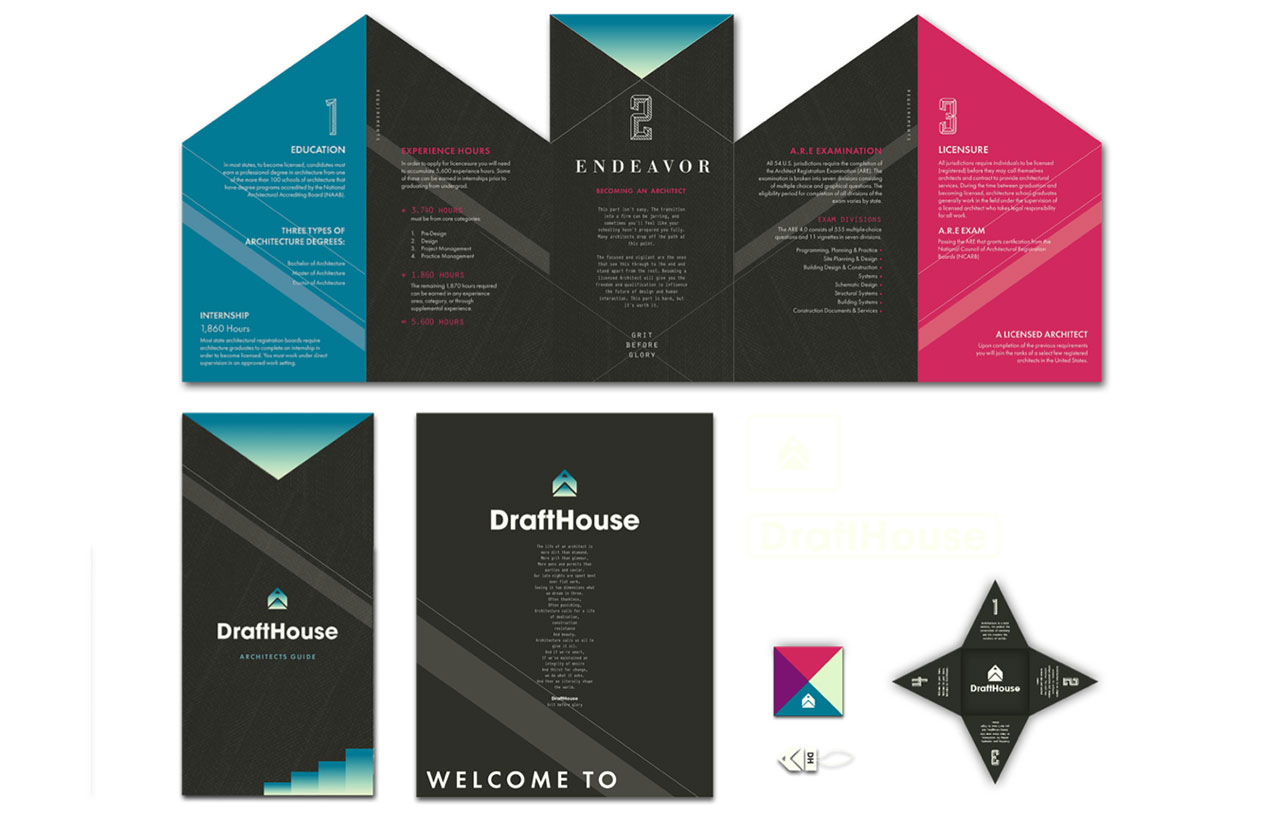 1
EDUCATION
In most states, to become licensed, candidates must
earn a professional degree in architecture from one
of the more than 100 schools of architecture that
have degree programs accredited by the National
Architectural Accrediting Board (NAAB).
THREE TYPES OF
ARCHITECTURE DEGREES:
Bachelor of Architecture
Master of Architecture
Doctor of Architecture
INTERNSHIP
1,860 Hours
Most state architectural registration boards require
architecture graduates to complete an internship in
order to become licensed. You must work under direct
supervision in an approved work setting.
REQUIREMENTS
EXPERIENCE HOURS
In order to apply for licencesure you will need
to accumulate 5,600 experience hours. Some
of these can be earned in internships prior to
graduating from undergrad.
+ 3,740 HOURS
must be from core categories:
1. Pre-Design
2. Design
3. Project Management
4. Practice Management
+ 1,860 HOURS
The remaining 1,870 hours required
can be earned in any experience
area, category, or through
supplemental experience.
= 5,600 HOURS
2
ENDEAVOR
BECOMING AN ARCHITECT
This part isn't easy. The transition
into a firm can be jarring, and
sometimes you'll feel like your
schooling hasn't prepared you fully.
Many architects drop off the path at
this point.
The focused and vigilant are the ones
that see this through to the end and
stand apart from the rest. Becoming a
licensed Architect will give you the
freedom and qualification to influence
the future of design and human
interaction. This part is hard, but
it's worth it.
GRIT
BEFORE
GLORY
REQUIREMENTS
A.R.E EXAMINATION
All 54 U.S. jurisdictions require the completion of
the Architect Registration Examination (ARE). The
examination is broken into seven divisions consisting
of multiple choice and graphical questions. The
eligibility period for completion of all divisions of the
exam varies by state.
EXAM DIVISIONS
The ARE 4.0 consists of 555 multiple-choice
questions and 11 vignettes in seven divisions.
Programming, Planning & Practice •
Site Planning & Design •
Building Design & Construction •
Systems •
Schematic Design •
Structural Systems •
Building Systems •
Construction Documents & Services •
3
LICENSURE
All jurisdictions require individuals to be licensed
(registered) before they may call themselves
architects and contract to provide architectural
services. During the time between graduation and
becoming licensed, architecture school graduates
generally work in the field under the supervision of
a licensed architect who takes legal responsibility
for all work.
A.R.E EXAM
Passing the ARE that grants certification from the
National Council of Architectural Registration
Boards (NCARB)
A LICENSED ARCHITECT
Upon completion of the previous requirements
you will join the ranks of a select few registered
architects in the United States.
DraftHouse
ARCHITECTS GUIDE
DraftHouse
The life of an architect is
more grit than diamond.
More grit than glamour.
More pens and permits than
parties and caviar.
Our late nights are spent bent
over flat work,
Seeing in two dimensions what
we dream in three.
Often thankless,
Often punishing,
Architecture calls for a life
of dedication,
construction
resistance
And beauty.
Architecture calls us all to
give it all.
And if we're smart,
If we've maintained an
integrity of desire
And thirst for change,
we do what it asks.
And then we literally shape
the world.
DraftHouse
Grit before glory
WELCOME TO
DraftHouse
DH
1
4
DraftHouse
2
3